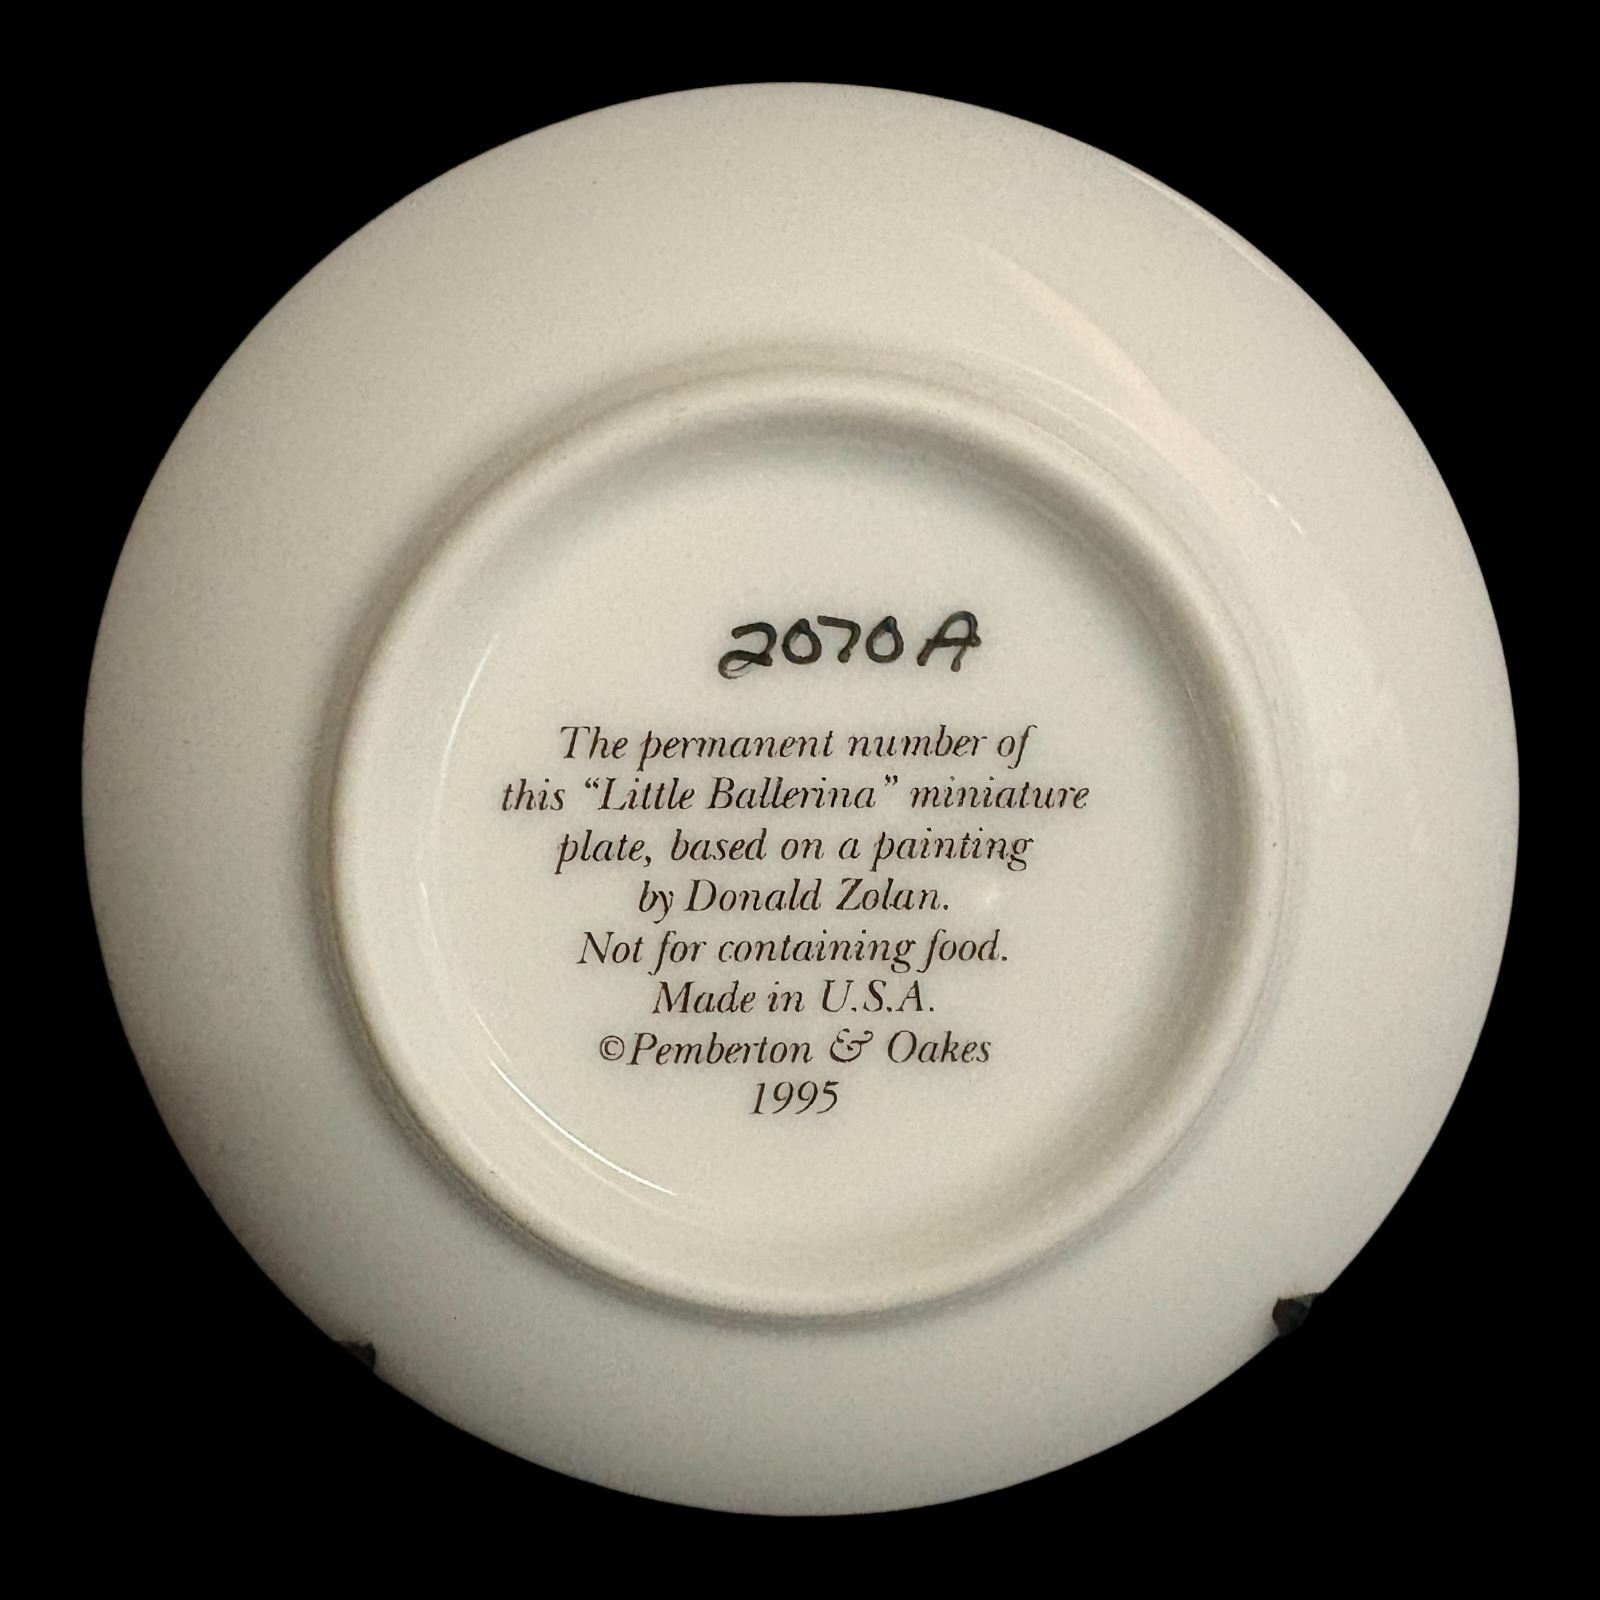 2070 A
The permanent number of
this “Little Ballerina” miniature
plate, based on a painting
by Donald Zolan.
Not for containing food.
Made in U.S.A.
©Pemberton & Oakes
1995